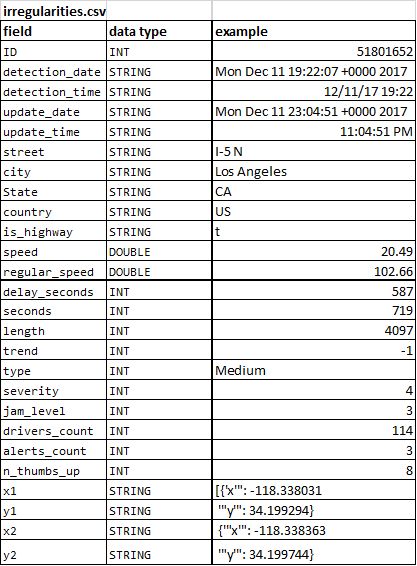 irregularities.csv
field data type example
ID INT 51801652
detection_date STRING Mon Dec 11 19:22:07 +0000 2017
detection_time STRING 12/11/17 19:22
update_date STRING Mon Dec 11 23:04:51 +0000 2017
update_time STRING 11:04:51 PM
street STRING I-5 N
city STRING Los Angeles
State STRING CA
country STRING US
is_highway STRING t
speed DOUBLE 20.49
regular_speed DOUBLE 102.66
delay_seconds INT 587
seconds INT 719
length INT 4097
trend INT -1
type INT Medium
severity INT 4
jam_level INT 3
drivers_count INT 114
alerts_count INT 3
n_thumbs_up INT 8
x1 STRING [{'x'": -118.338031
y1 STRING '"y'": 34.199294}
x2 STRING {'"x'": -118.338363
y2 STRING '"y'": 34.199744}